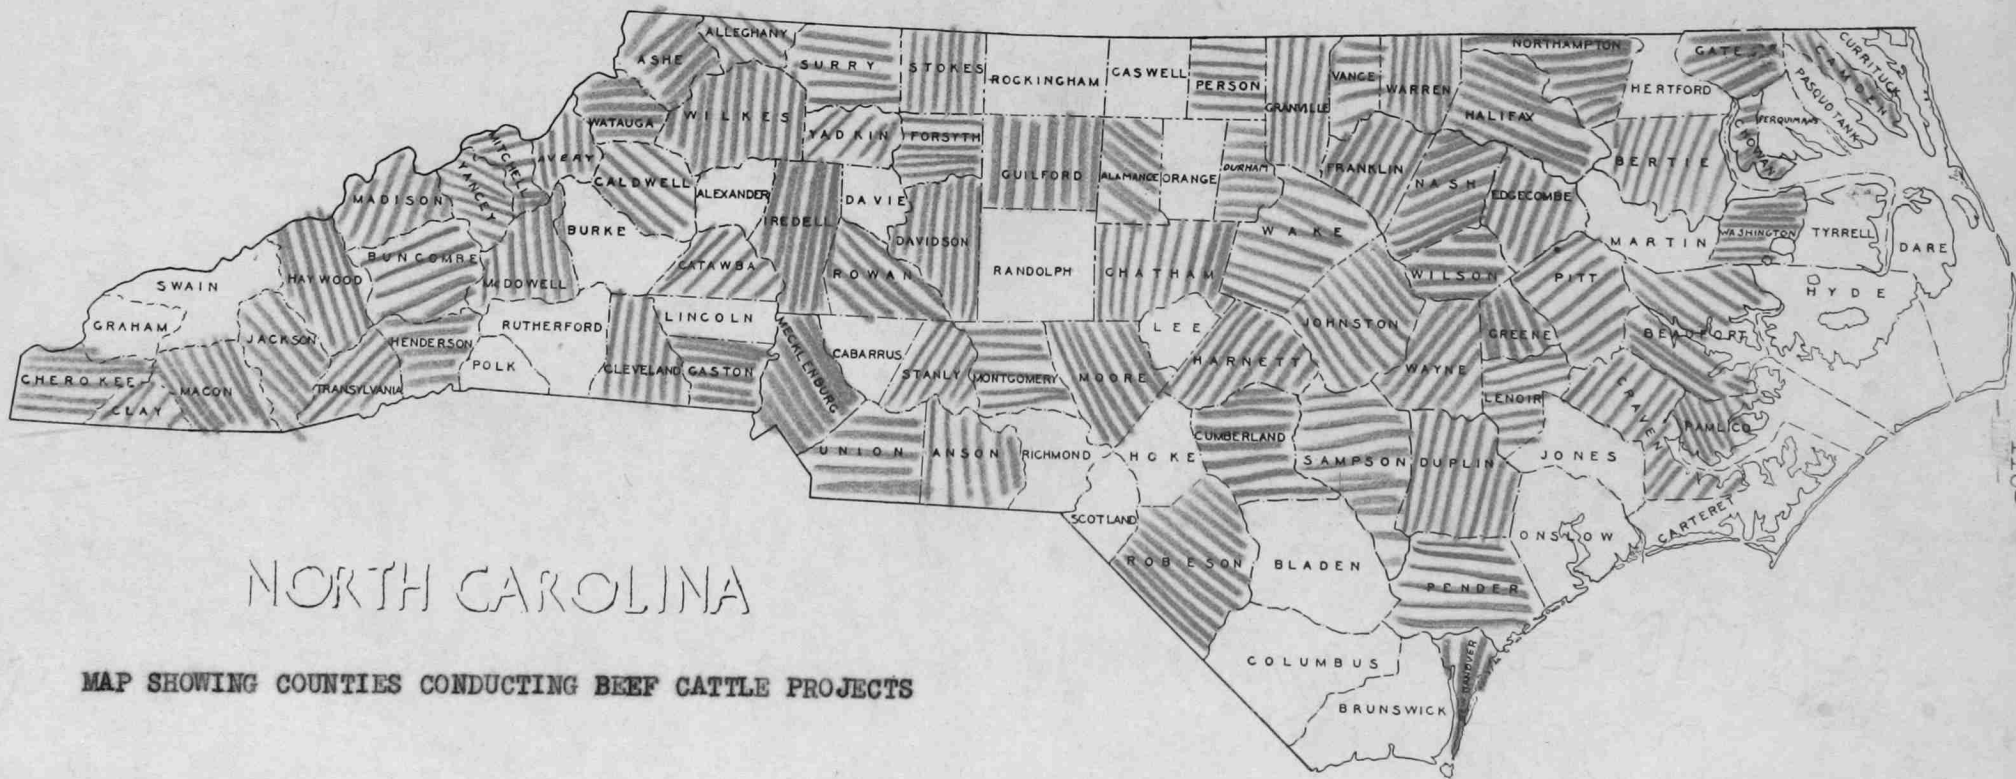 ALLEGHANY
ASHE
SURRY
STOKES
ROCKINGHAM
CASWELL
PERSON
GRANVILLE
VANCE
WARREN
NORTHAMPTON
HALIFAX
HERTFORD
GATES
CAMDEN
CURRITUCK
PASQUOTANK
PERQUIMANS
CHOWAN
WATAUGA
WILKES
YADKIN
FORSYTH
GUILFORD
ALAMANCE
ORANGE
DURHAM
FRANKLIN
NASH
EDGECOMBE
BERTIE
MITCHELL
AVERY
YANCEY
MADISON
CALDWELL
ALEXANDER
IREDELL
DAVIE
DAVIDSON
RANDOLPH
CHATHAM
WAKE
WILSON
MARTIN
WASHINGTON
TYRRELL
DARE
BURKE
BUNCOMBE
MCDOWELL
CATAWBA
ROWAN
HAYWOOD
SWAIN
GRAHAM
JACKSON
HENDERSON
RUTHERFORD
LINCOLN
MECKLENBURG
CABARRUS
STANLY
MONTGOMERY
MOORE
LEE
HARNETT
JOHNSTON
WAYNE
GREENE
PITT
BEAUFORT
HYDE
CHEROKEE
CLAY
MACON
TRANSYLVANIA
POLK
CLEVELAND
GASTON
UNION
ANSON
RICHMOND
HOKE
CUMBERLAND
SAMPSON
DUPLIN
LENOIR
CRAVEN
PAMLICO
JONES
SCOTLAND
ROBESON
BLADEN
PENDER
ONSLOW
CARTERET
COLUMBUS
BRUNSWICK
HANOVER
NORTH CAROLINA
MAP SHOWING COUNTIES CONDUCTING BEEF CATTLE PROJECTS